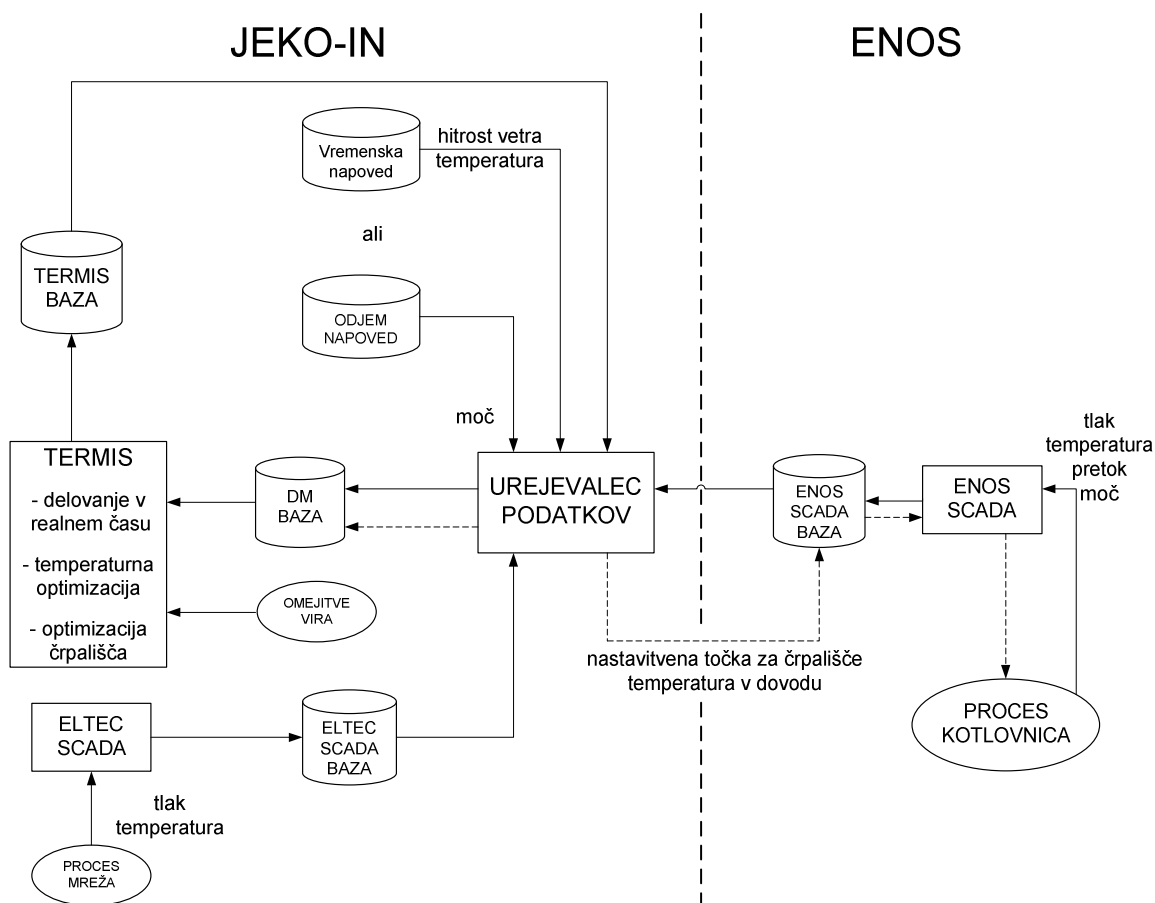 JEKO-IN
ENOS
Vremenska
napoved
hitrost vetra
temperatura
ali
TERMIS
BAZA
ODJEM
NAPOVED
moč
TERMIS
- delovanje v
realnem času
- temperaturna
optimizacija
- optimizacija
črpališča
DM
BAZA
UREJEVALEC
PODATKOV
ENOS
SCADA
BAZA
ENOS
SCADA
tlak
temperatura
pretok
moč
OMEJITVE
VIRA
nastavitvena točka za črpališče
temperatura v dovodu
ELTEC
SCADA
ELTEC
SCADA
BAZA
PROCES
KOTLOVNICA
tlak
temperatura
PROCES
MREŽA